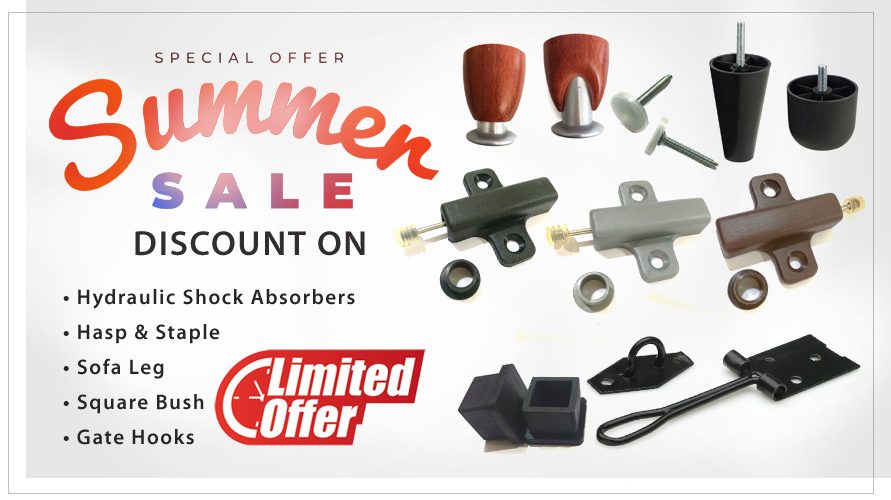 SPECIAL OFFER
Summer
SALE
DISCOUNT ON
• Hydraulic Shock Absorbers
• Hasp & Staple
• Sofa Leg
• Square Bush
• Gate Hooks
Limited
Offer